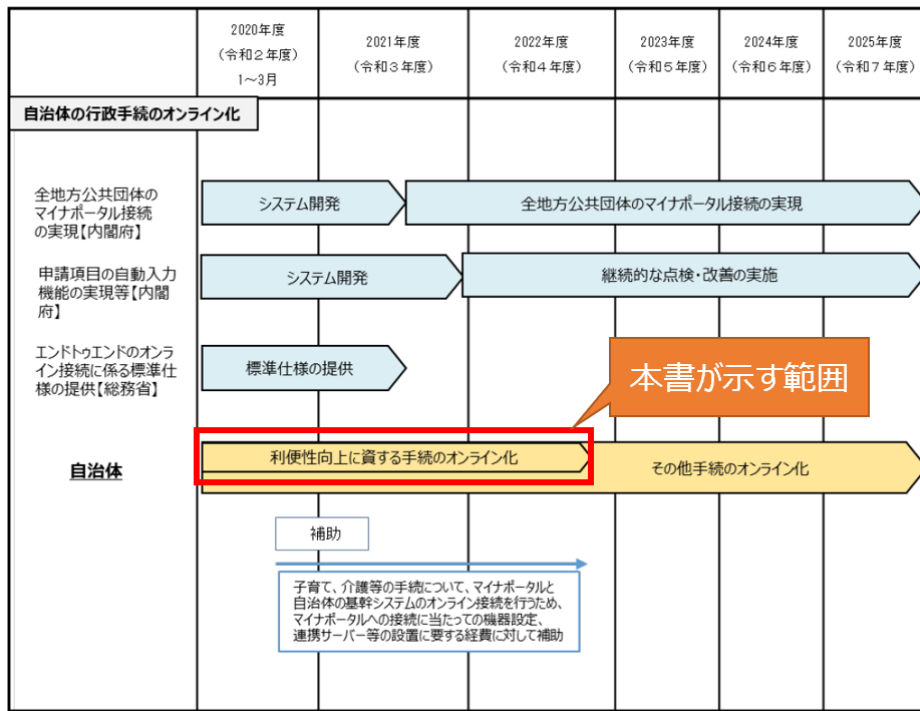 2020年度
(令和2年度)
1～3月
2021年度
(令和3年度)
2022年度
(令和4年度)
2023年度
(令和5年度)
2024年度
(令和6年度)
2025年度
(令和7年度)
自治体の行政手続のオンライン化
全地方公共団体の
マイナポータル接続
の実現【内閣府】
システム開発
全地方公共団体のマイナポータル接続の実現
申請項目の自動入力
機能の実現等【内閣
府】
システム開発
継続的な点検・改善の実施
エンドトゥエンドのオンラ
イン接続に係る標準仕
様の提供【総務省】
標準仕様の提供
本書が示す範囲
自治体
利便性向上に資する手続のオンライン化
その他手続のオンライン化
補助
子育て、介護等の手続について、マイナポータルと
自治体の基幹システムのオンライン接続を行うため、
マイナポータルへの接続に当たっての機器設定、
連携サーバー等の設置に要する経費に対して補助